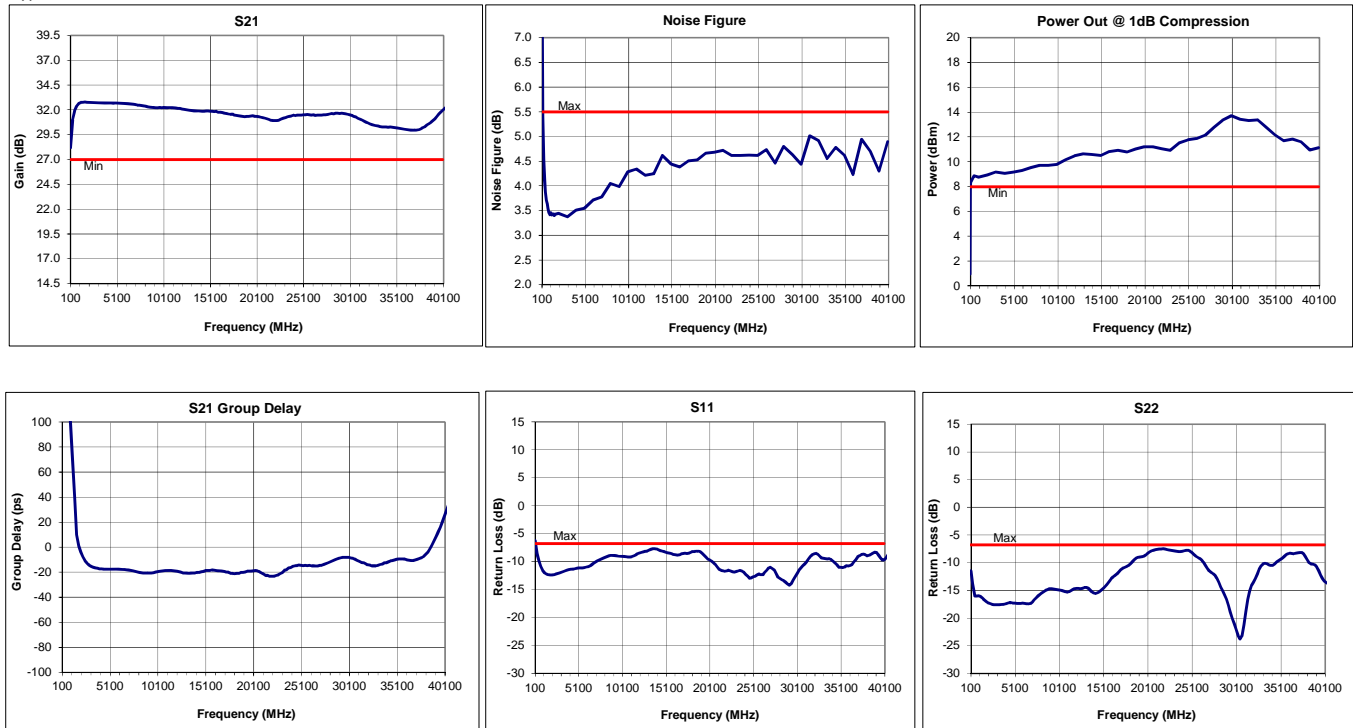 S21
39.5
37.0
34.5
32.0
29.5
27.0
24.5
22.0
19.5
17.0
14.5
Gain (dB)
Min
100 5100 10100 15100 20100 25100 30100 35100 40100
Frequency (MHz)
Noise Figure
7.0
6.5
6.0
5.5
5.0
4.5
4.0
3.5
3.0
2.5
2.0
Noise Figure (dB)
Max
100 5100 10100 15100 20100 25100 30100 35100 40100
Frequency (MHz)
Power Out @ 1dB Compression
20
18
16
14
12
10
8
6
4
2
0
Power (dBm)
Min
100 5100 10100 15100 20100 25100 30100 35100 40100
Frequency (MHz)
S21 Group Delay
100
80
60
40
20
0
-20
-40
-60
-80
-100
Group Delay (ps)
100 5100 10100 15100 20100 25100 30100 35100 40100
Frequency (MHz)
S11
15
10
5
0
-5
-10
-15
-20
-25
-30
Return Loss (dB)
Max
100 5100 10100 15100 20100 25100 30100 35100 40100
Frequency (MHz)
S22
15
10
5
0
-5
-10
-15
-20
-25
-30
Return Loss (dB)
Max
100 5100 10100 15100 20100 25100 30100 35100 40100
Frequency (MHz)